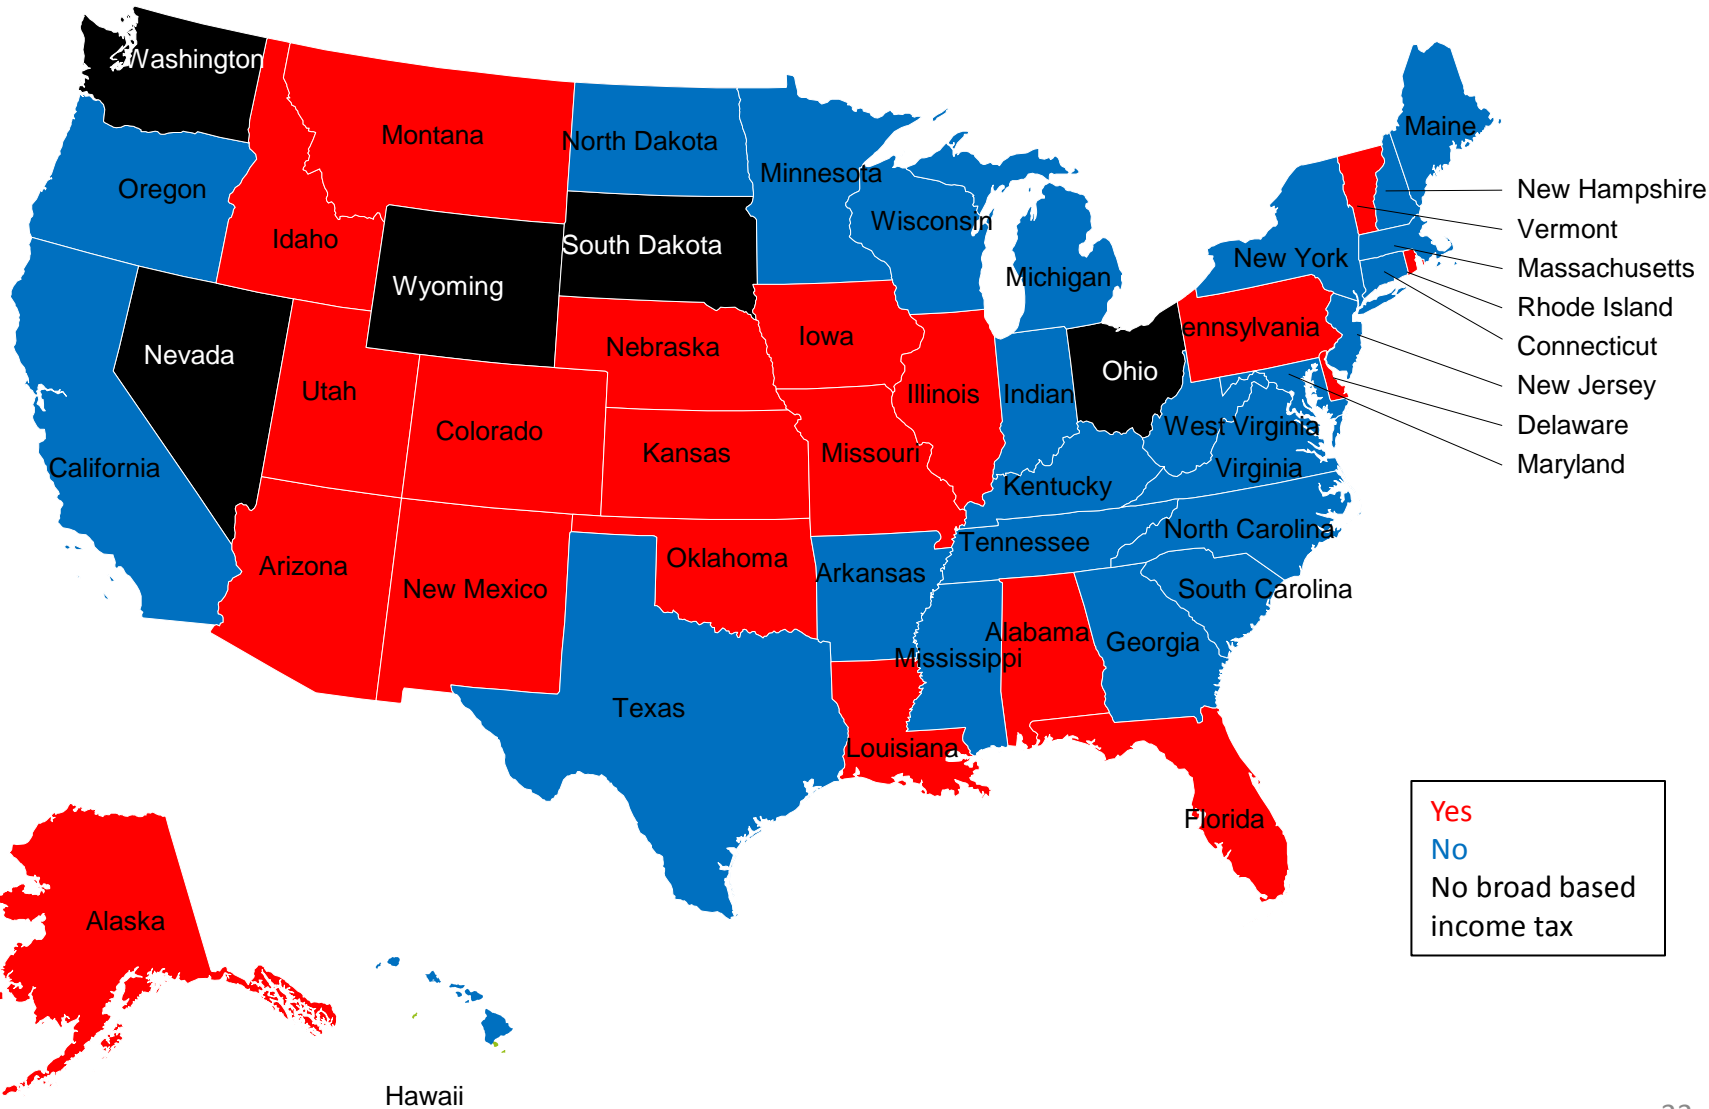 Washington
Montana
North Dakota
Minnesota
Maine
Oregon
Idaho
Wisconsin
New Hampshire
Vermont
South Dakota
Wyoming
Michigan
New York
Massachusetts
Rhode Island
Nevada
Nebraska
Iowa
ennsylvania
Connecticut
Utah
Illinois
Indian
Ohio
New Jersey
Colorado
Kansas
Missouri
West Virginia
Delaware
California
Kentucky
Virginia
Maryland
Arizona
New Mexico
Oklahoma
Arkansas
Tennessee
North Carolina
South Carolina
Mississippi
Alabama
Georgia
Texas
Louisiana
Florida
Yes
No
No broad based
income tax
Alaska
Hawaii